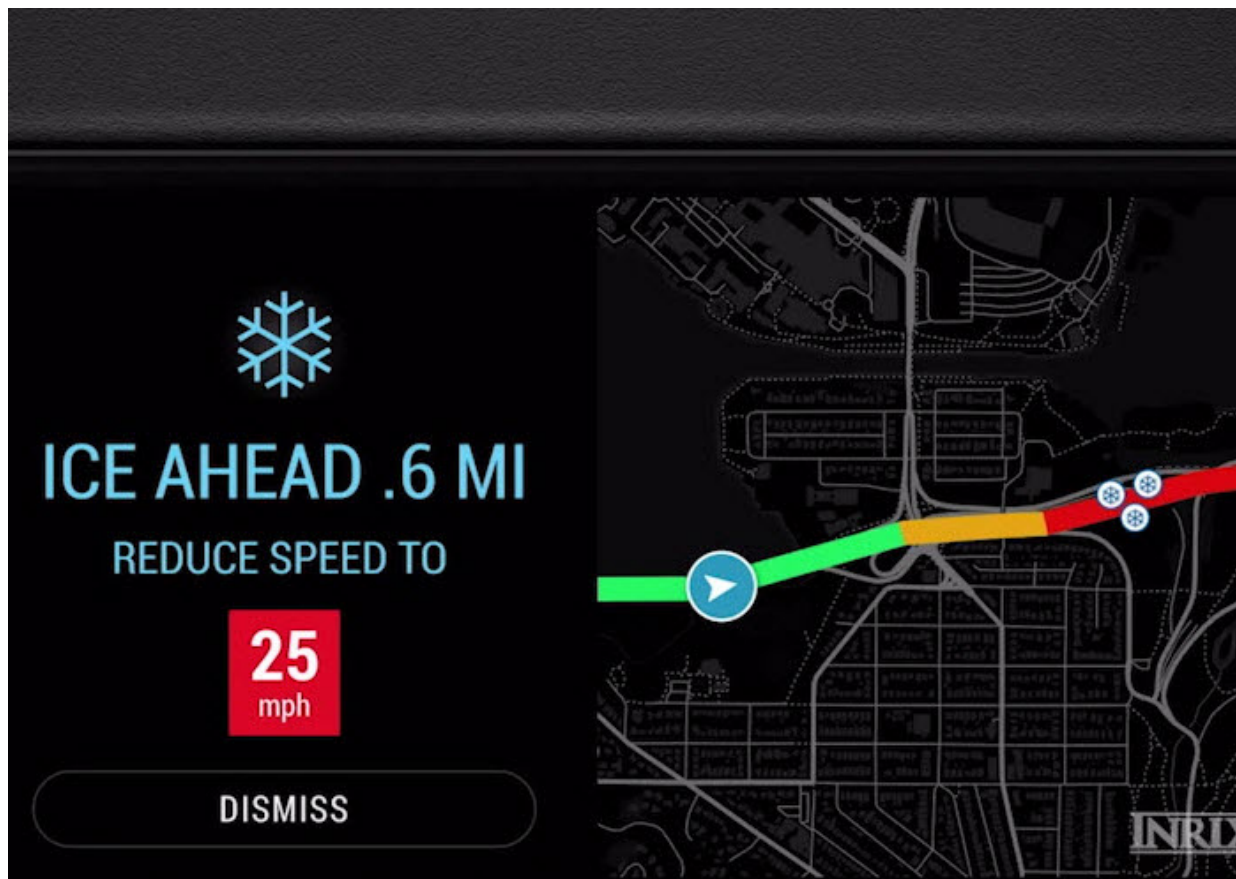 ICE AHEAD .6 MI
REDUCE SPEED TO
25
mph
DISMISS
INRIX